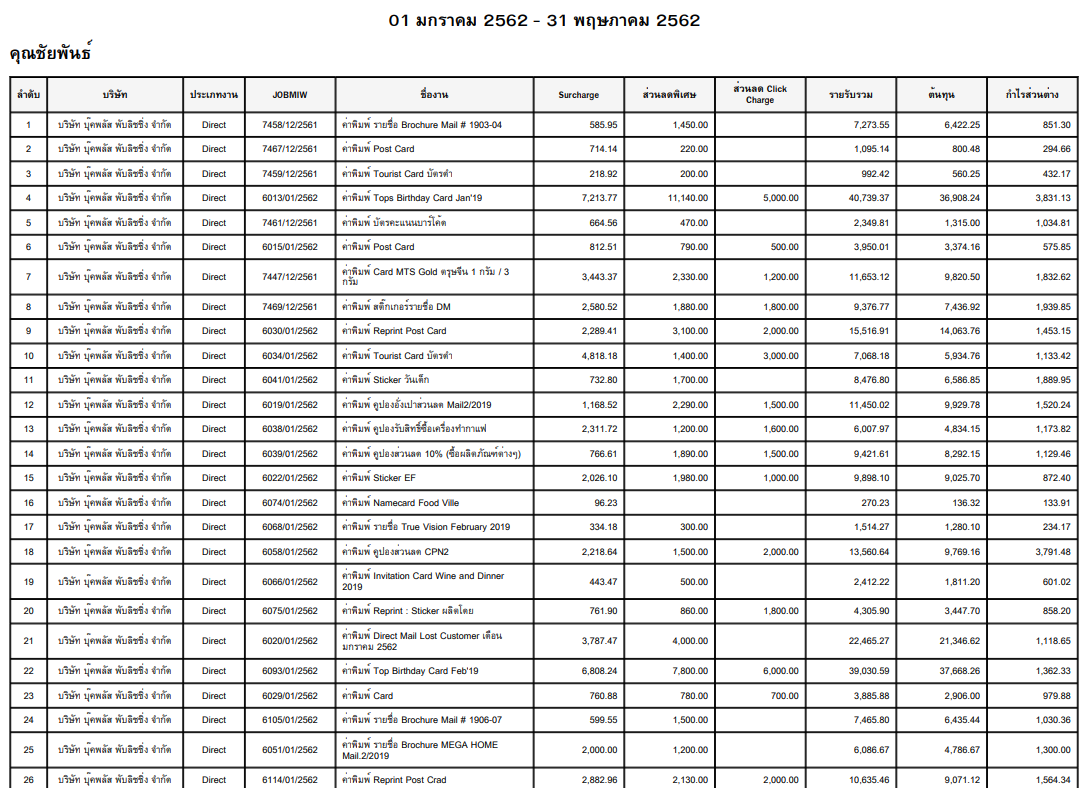 01 มกราคม 2562 - 31 พฤษภาคม 2562
คุณชัยพันธ์
ลำดับ บริษัท ประเภทงาน JOBMIW ชื่องาน Surcharge ส่วนลดพิเศษ ส่วนลด Click Charge รายรับรวม ต้นทุน กำไรส่วนต่าง
1 บริษัท บุ๊คพลัส พับลิชชิ่ง จำกัด Direct 7458/12/2561 ค่าพิมพ์ รายชื่อ Brochure Mail # 1903-04 585.95 1,450.00 7,273.55 6,422.25 851.30
2 บริษัท บุ๊คพลัส พับลิชชิ่ง จำกัด Direct 7467/12/2561 ค่าพิมพ์ Post Card 714.14 220.00 1,095.14 800.48 294.66
3 บริษัท บุ๊คพลัส พับลิชชิ่ง จำกัด Direct 7459/12/2561 ค่าพิมพ์ Tourist Card บัตรดำ 218.92 200.00 992.42 560.25 432.17
4 บริษัท บุ๊คพลัส พับลิชชิ่ง จำกัด Direct 6013/01/2562 ค่าพิมพ์ Tops Birthday Card Jan'19 7,213.77 11,140.00 5,000.00 40,739.37 36,908.24 3,831.13
5 บริษัท บุ๊คพลัส พับลิชชิ่ง จำกัด Direct 7461/12/2561 ค่าพิมพ์ บัตรคะแนนบาร์โค้ด 664.56 470.00 2,349.81 1,315.00 1,034.81
6 บริษัท บุ๊คพลัส พับลิชชิ่ง จำกัด Direct 6015/01/2562 ค่าพิมพ์ Post Card 812.51 790.00 500.00 3,950.01 3,374.16 575.85
7 บริษัท บุ๊คพลัส พับลิชชิ่ง จำกัด Direct 7447/12/2561 ค่าพิมพ์ Card MTS Gold ตรุษจีน 1 กรัม / 3 กรัม 3,443.37 2,330.00 1,200.00 11,653.12 9,820.50 1,832.62
8 บริษัท บุ๊คพลัส พับลิชชิ่ง จำกัด Direct 7469/12/2561 ค่าพิมพ์ สติ๊กเกอร์รายชื่อ DM 2,580.52 1,880.00 1,800.00 9,376.77 7,436.92 1,939.85
9 บริษัท บุ๊คพลัส พับลิชชิ่ง จำกัด Direct 6030/01/2562 ค่าพิมพ์ Reprint Post Card 2,289.41 3,100.00 2,000.00 15,516.91 14,063.76 1,453.15
10 บริษัท บุ๊คพลัส พับลิชชิ่ง จำกัด Direct 6034/01/2562 ค่าพิมพ์ Tourist Card บัตรดำ 4,818.18 1,400.00 3,000.00 7,068.18 5,934.76 1,133.42
11 บริษัท บุ๊คพลัส พับลิชชิ่ง จำกัด Direct 6041/01/2562 ค่าพิมพ์ Sticker วันเด็ก 732.80 1,700.00 8,476.80 6,586.85 1,889.95
12 บริษัท บุ๊คพลัส พับลิชชิ่ง จำกัด Direct 6019/01/2562 ค่าพิมพ์ คูปองอั่งเปาส่วนลด Mail2/2019 1,168.52 2,290.00 1,500.00 11,450.02 9,929.78 1,520.24
13 บริษัท บุ๊คพลัส พับลิชชิ่ง จำกัด Direct 6038/01/2562 ค่าพิมพ์ คูปองรับสิทธิ์ซื้อเครื่องทำกาแฟ 2,311.72 1,200.00 1,600.00 6,007.97 4,834.15 1,173.82
14 บริษัท บุ๊คพลัส พับลิชชิ่ง จำกัด Direct 6039/01/2562 ค่าพิมพ์ คูปองส่วนลด 10% (ซื้อผลิตภัณฑ์ต่างๆ) 766.61 1,890.00 1,500.00 9,421.61 8,292.15 1,129.46
15 บริษัท บุ๊คพลัส พับลิชชิ่ง จำกัด Direct 6022/01/2562 ค่าพิมพ์ Sticker EF 2,026.10 1,980.00 1,000.00 9,898.10 9,025.70 872.40
16 บริษัท บุ๊คพลัส พับลิชชิ่ง จำกัด Direct 6074/01/2562 ค่าพิมพ์ Namecard Food Ville 96.23 270.23 136.32 133.91
17 บริษัท บุ๊คพลัส พับลิชชิ่ง จำกัด Direct 6068/01/2562 ค่าพิมพ์ รายชื่อ True Vision February 2019 334.18 300.00 1,514.27 1,280.10 234.17
18 บริษัท บุ๊คพลัส พับลิชชิ่ง จำกัด Direct 6058/01/2562 ค่าพิมพ์ คูปองส่วนลด CPN2 2,218.64 1,500.00 2,000.00 13,560.64 9,769.16 3,791.48
19 บริษัท บุ๊คพลัส พับลิชชิ่ง จำกัด Direct 6066/01/2562 ค่าพิมพ์ Invitation Card Wine and Dinner 2019 443.47 500.00 2,412.22 1,811.20 601.02
20 บริษัท บุ๊คพลัส พับลิชชิ่ง จำกัด Direct 6075/01/2562 ค่าพิมพ์ Reprint : Sticker ผลิตโดย 761.90 860.00 1,800.00 4,305.90 3,447.70 858.20
21 บริษัท บุ๊คพลัส พับลิชชิ่ง จำกัด Direct 6020/01/2562 ค่าพิมพ์ Direct Mail Lost Customer เดือน มกราคม 2562 3,787.47 4,000.00 22,465.27 21,346.62 1,118.65
22 บริษัท บุ๊คพลัส พับลิชชิ่ง จำกัด Direct 6093/01/2562 ค่าพิมพ์ Top Birthday Card Feb'19 6,808.24 7,800.00 6,000.00 39,030.59 37,668.26 1,362.33
23 บริษัท บุ๊คพลัส พับลิชชิ่ง จำกัด Direct 6029/01/2562 ค่าพิมพ์ Card 760.88 780.00 700.00 3,885.88 2,906.00 979.88
24 บริษัท บุ๊คพลัส พับลิชชิ่ง จำกัด Direct 6105/01/2562 ค่าพิมพ์ รายชื่อ Brochure Mail # 1906-07 599.55 1,500.00 7,465.80 6,435.44 1,030.36
25 บริษัท บุ๊คพลัส พับลิชชิ่ง จำกัด Direct 6051/01/2562 ค่าพิมพ์ รายชื่อ Brochure MEGA HOME Mail.2/2019 2,000.00 1,200.00 6,086.67 4,786.67 1,300.00
26 บริษัท บุ๊คพลัส พับลิชชิ่ง จำกัด Direct 6114/01/2562 ค่าพิมพ์ Reprint Post Crad 2,882.96 2,130.00 2,000.00 10,635.46 9,071.12 1,564.34